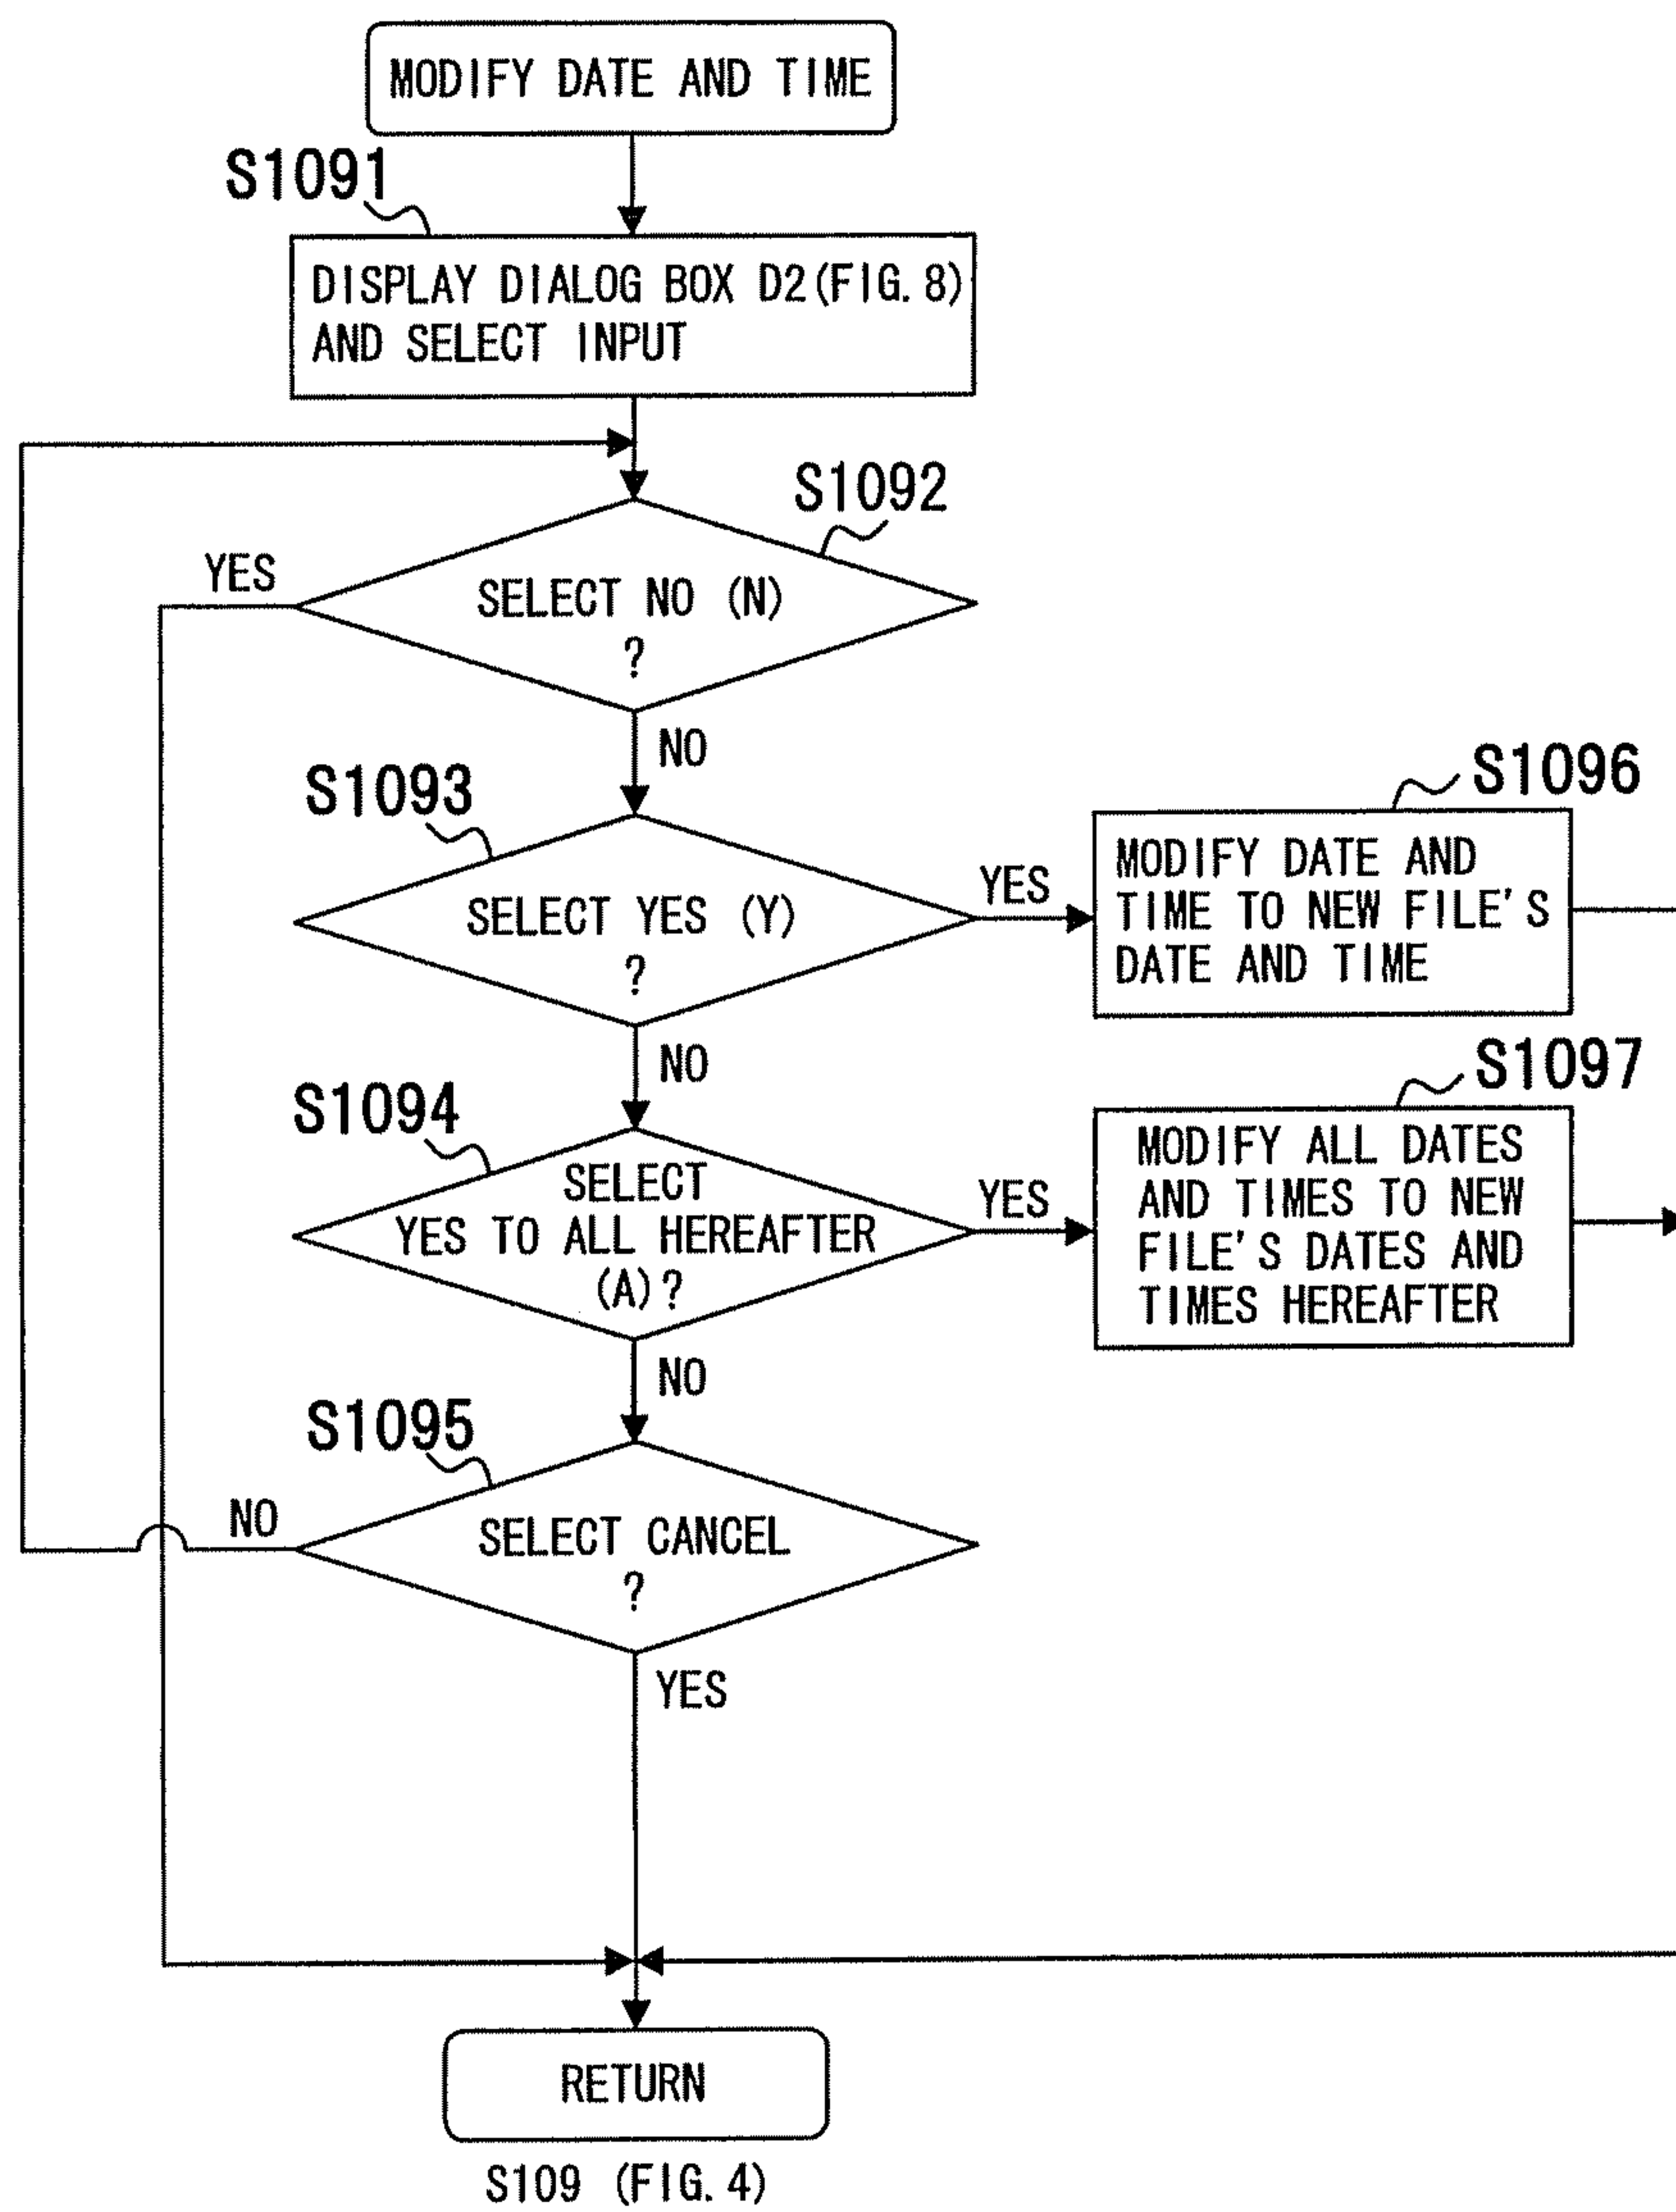 MODIFY DATE AND TIME
S1091
DISPLAY DIALOG BOX D2(FIG. 8)
AND SELECT INPUT
S1092
YES
SELECT NO (N)
?
NO
S1093
SELECT YES (Y)
?
YES
S1096
MODIFY DATE AND
TIME TO NEW FILE'S
DATE AND TIME
NO
S1094
SELECT
YES TO ALL HEREAFTER
(A)?
YES
S1097
MODIFY ALL DATES
AND TIMES TO NEW
FILE'S DATES AND
TIMES HEREAFTER
NO
S1095
NO
SELECT CANCEL
?
YES
RETURN
S109 (FIG. 4)